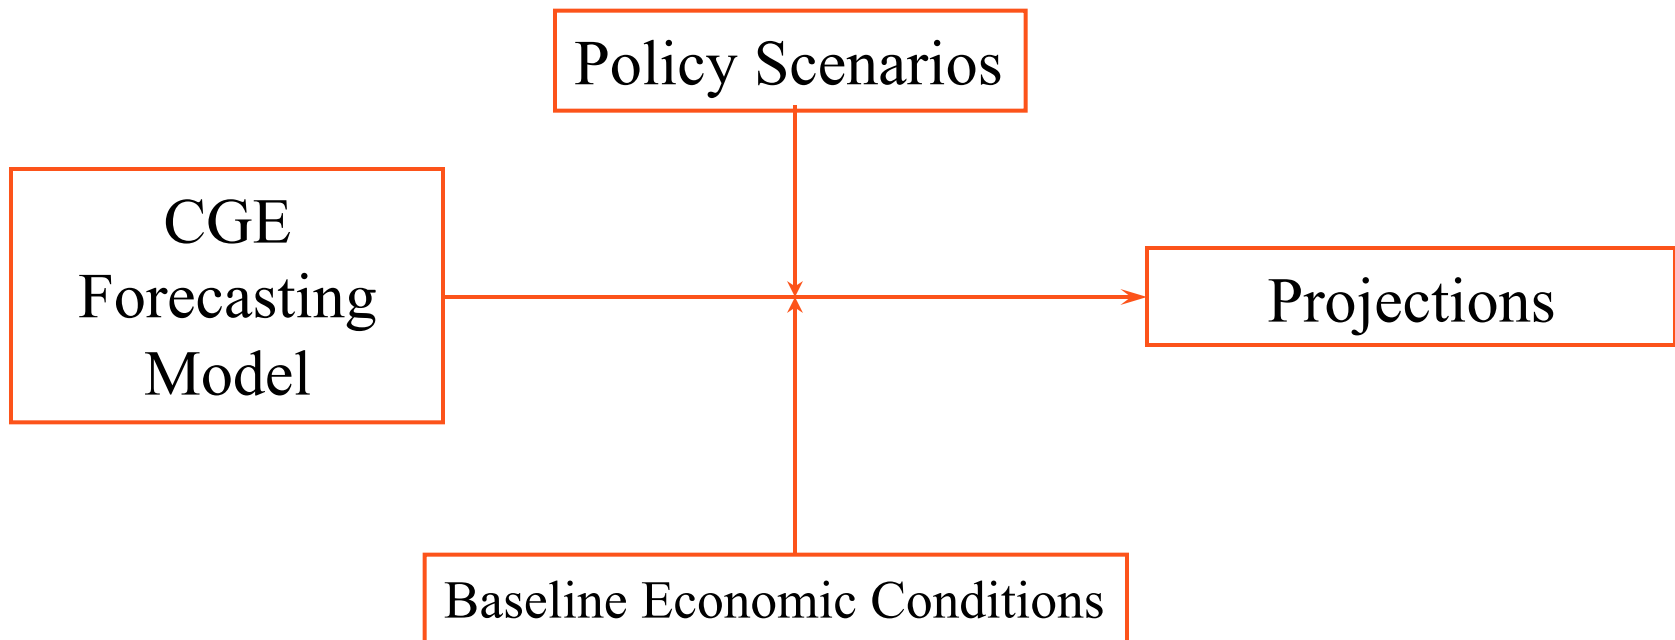 Policy Scenarios
CGE
Forecasting
Model
Projections
Baseline Economic Conditions